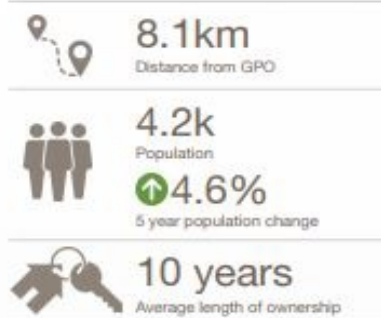 8.1km
Distance from GPO
4.2k
Population
4.6%
5 year population change
10 years
Average length of ownership